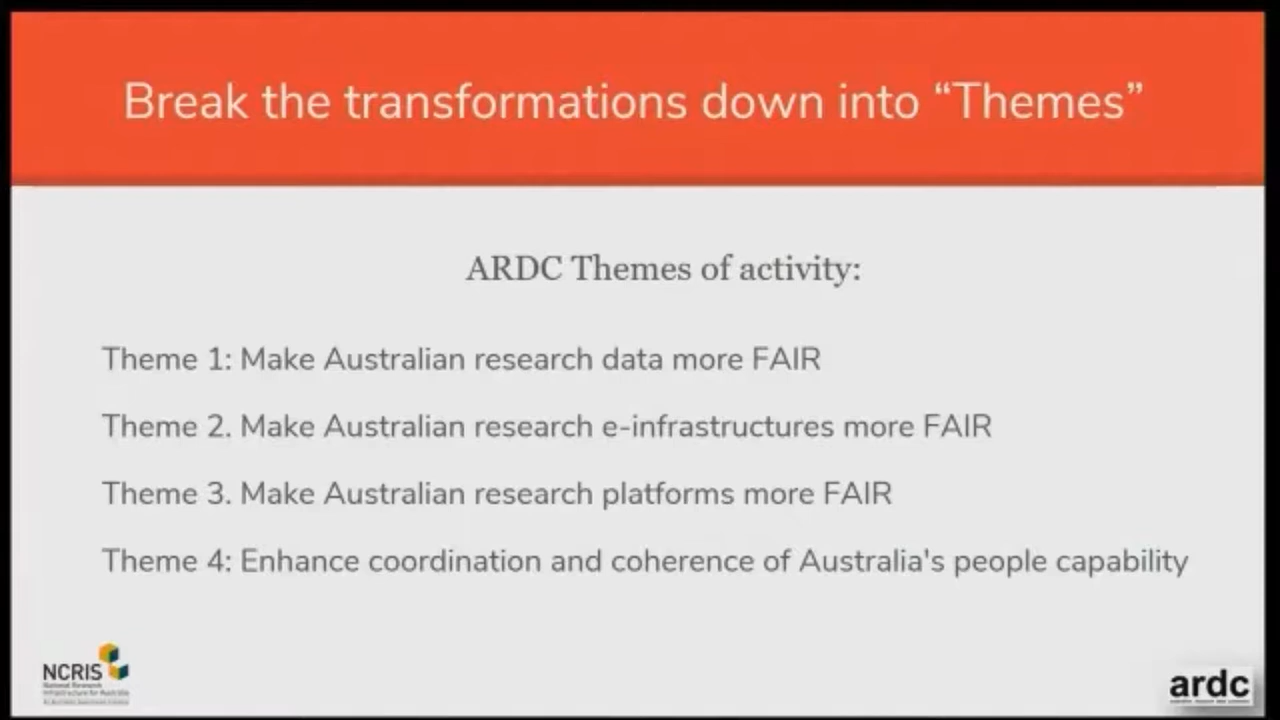 Break the transformations down into “Themes”
ARDC Themes of activity:
Theme 1: Make Australian research data more FAIR
Theme 2. Make Australian research e-infrastructures more FAIR
Theme 3. Make Australian research platforms more FAIR
Theme 4: Enhance coordination and coherence of Australia's people capability
NCRIS
National Research
Infrastructure for Australia
ardc